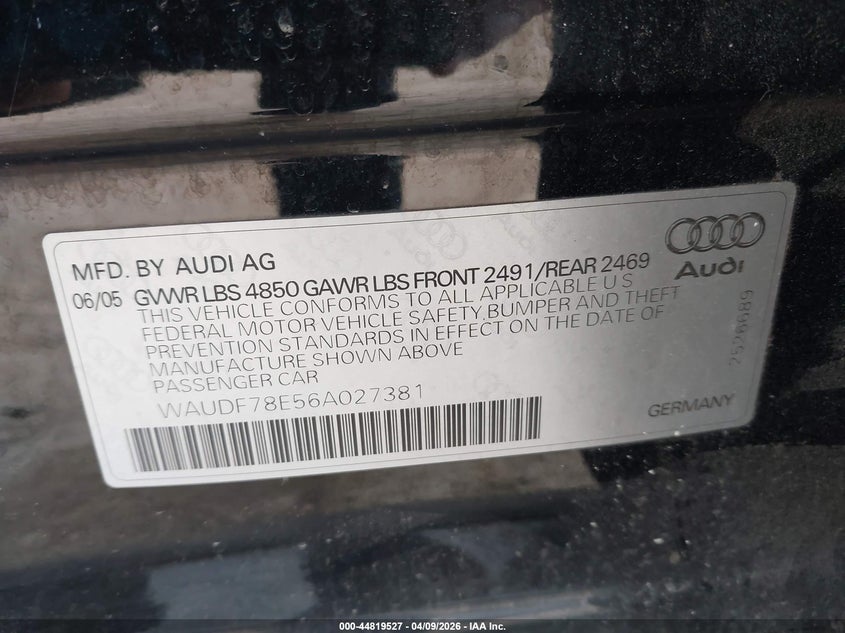 MFD. BY AUDI AG
06/05 GVWR LBS 4850 GAWR LBS FRONT 2491/REAR 2469
THIS VEHICLE CONFORMS TO ALL APPLICABLE U S
FEDERAL MOTOR VEHICLE SAFETY, BUMPER AND THEFT
PREVENTION STANDARDS IN EFFECT ON THE DATE OF
MANUFACTURE SHOWN ABOVE
PASSENGER CAR
WAUDF78E56A027381
Audi
2526689
GERMANY
000-44819527 - 04/09/2026 - IAA Inc.